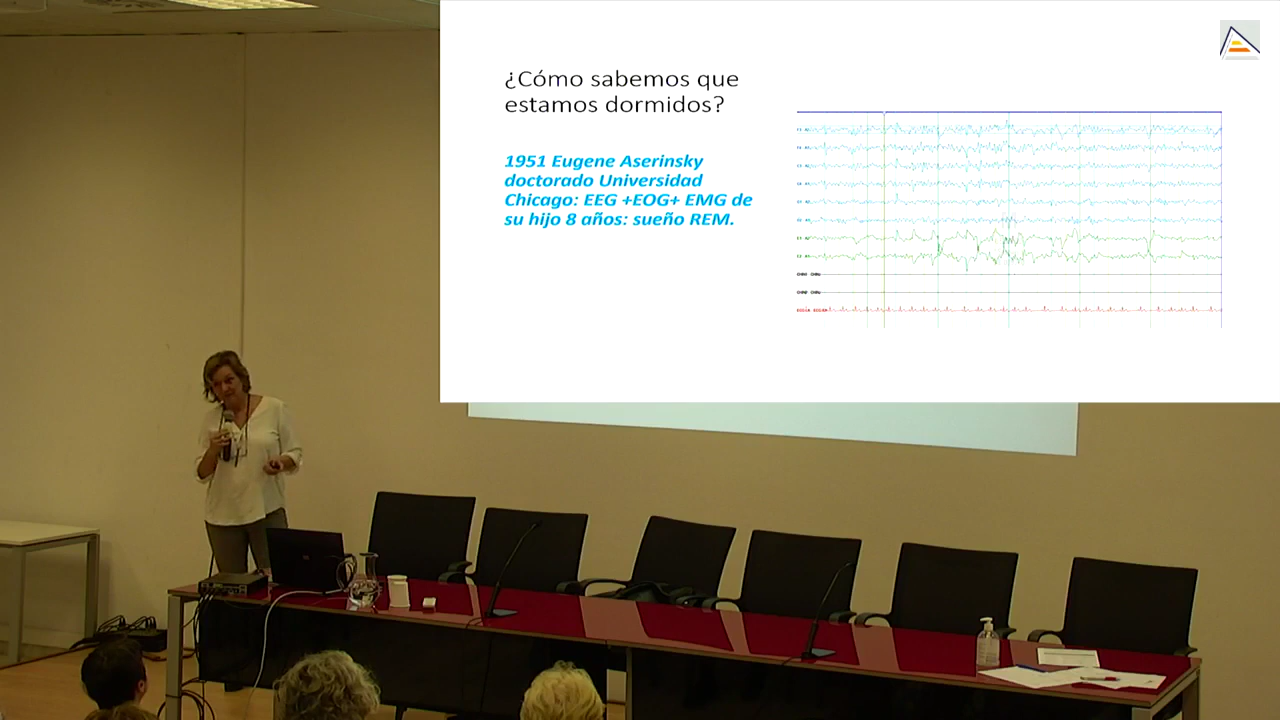 ¿Cómo sabemos que
estamos dormidos?
1951 Eugene Aserinsky
doctorado Universidad
Chicago: EEG +EOG+ EMG de
su hijo 8 años: sueño REM.